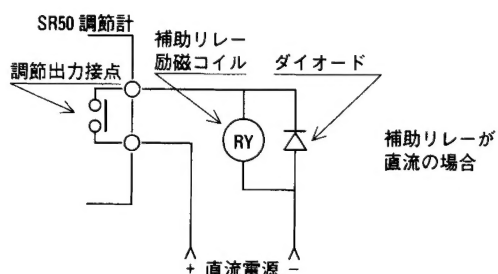 SR50 調節計
調節出力接点
補助リレー
励磁コイル
ダイオード
RY
補助リレーが
直流の場合
+ 直流電源 −